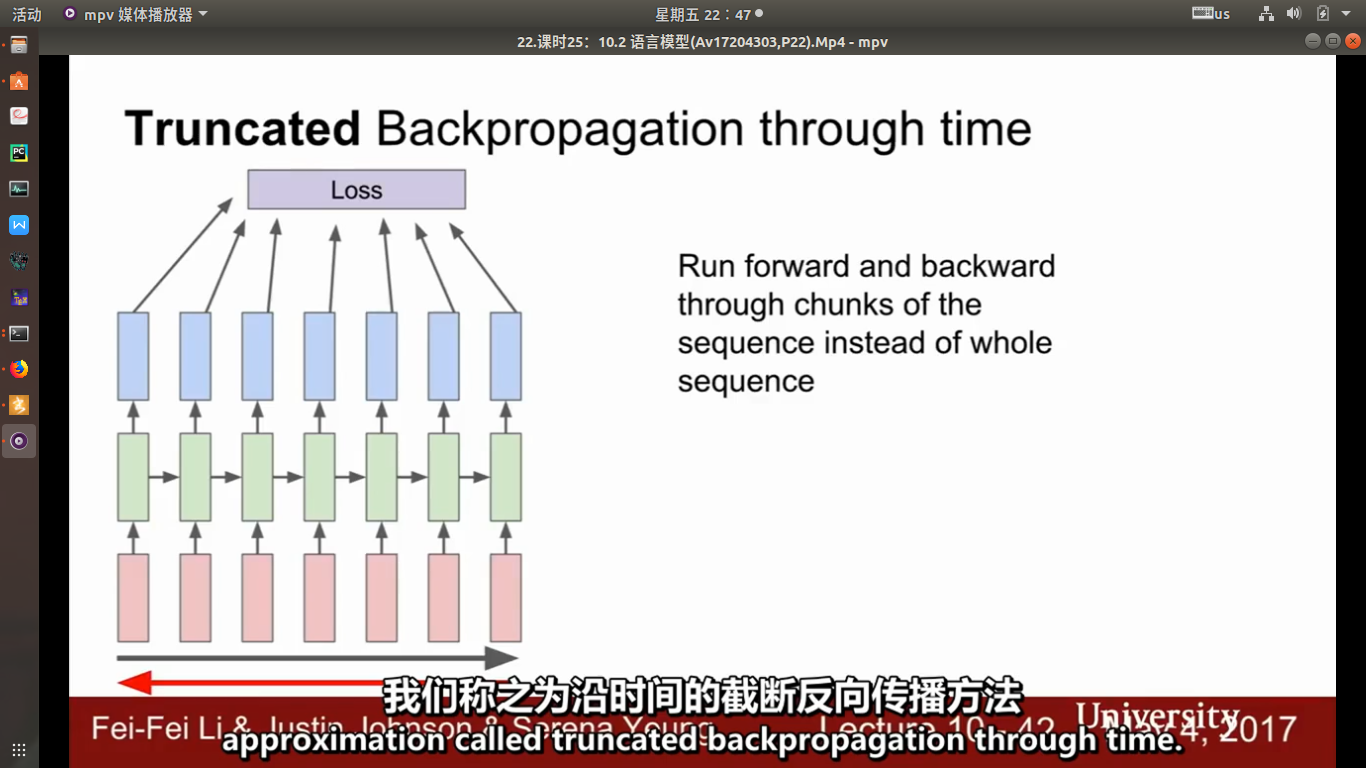 活动 mpv 媒体播放器 星期五 22：47 us
22.课时25：10.2 语言模型(Av17204303,P22).Mp4 - mpv
Truncated Backpropagation through time
Loss
Run forward and backward
through chunks of the
sequence instead of whole
sequence
我们称之为沿时间的截断反向传播方法
Fei-Fei Li & Justin Johnson & Serena Young Lecture 10 - 42 May 4, 2017
University
approximation called truncated backpropagation through time.